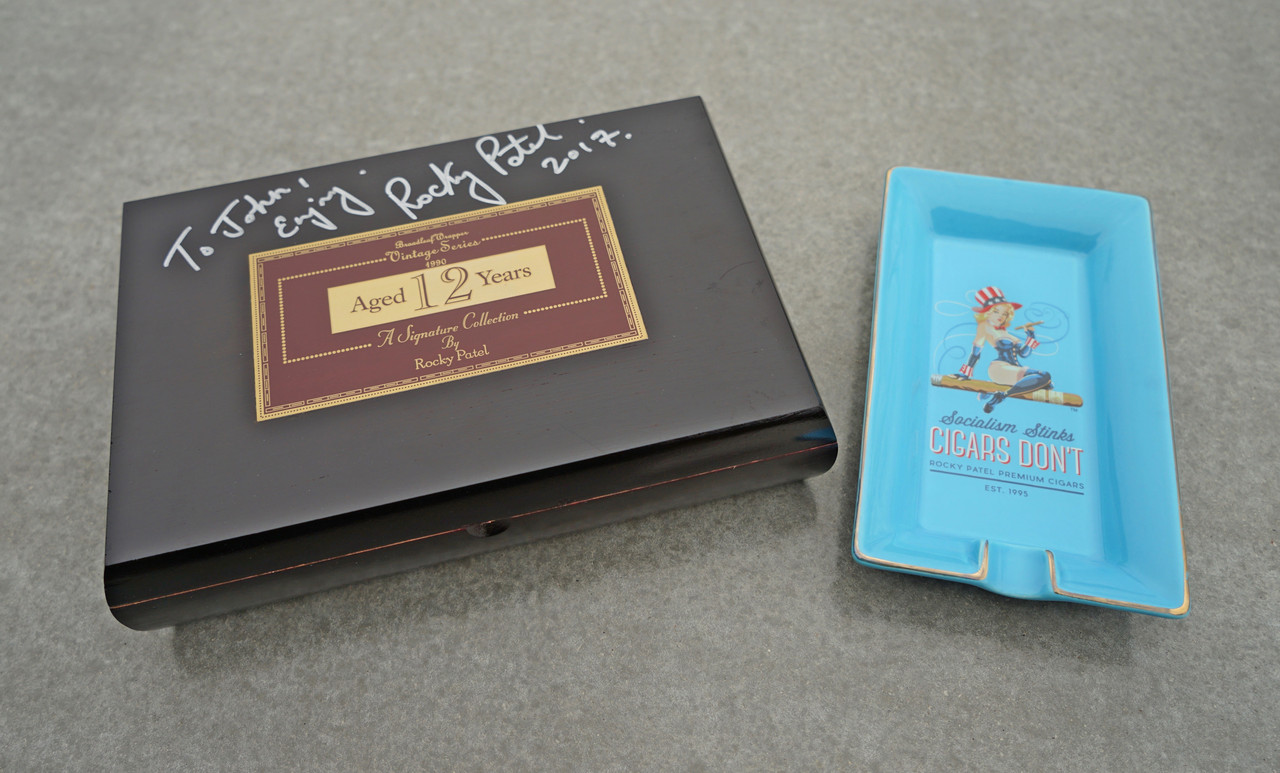 To John!
Enjoy.
Rocky Patel.
2017.
Broadleaf Wrapper
Vintage Series
1990
Aged 12 Years
A Signature Collection
By
Rocky Patel
Socialism Stinks
CIGARS DON'T
ROCKY PATEL PREMIUM CIGARS
EST. 1995
TM